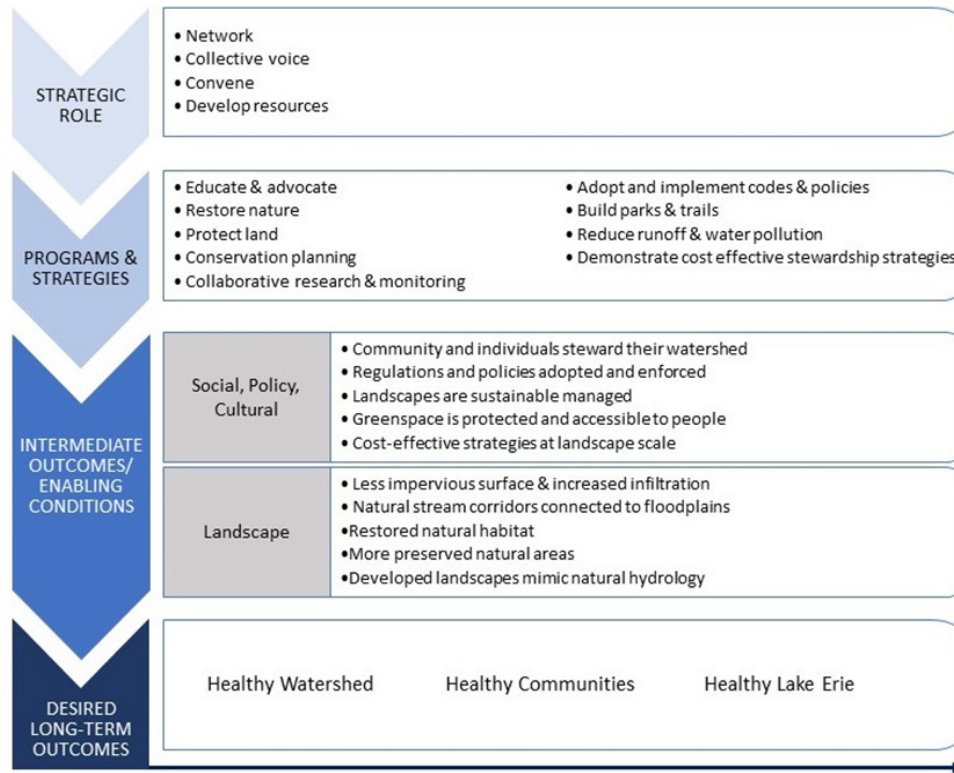 STRATEGIC
ROLE
• Network
• Collective voice
• Convene
• Develop resources
PROGRAMS &
STRATEGIES
• Educate & advocate
• Restore nature
• Protect land
• Conservation planning
• Collaborative research & monitoring
• Adopt and implement codes & policies
• Build parks & trails
• Reduce runoff & water pollution
• Demonstrate cost effective stewardship strategies
INTERMEDIATE
OUTCOMES/
ENABLING
CONDITIONS
Social, Policy,
Cultural
• Community and individuals steward their watershed
• Regulations and policies adopted and enforced
• Landscapes are sustainable managed
• Greenspace is protected and accessible to people
• Cost-effective strategies at landscape scale
Landscape
• Less impervious surface & increased infiltration
• Natural stream corridors connected to floodplains
•Restored natural habitat
•More preserved natural areas
•Developed landscapes mimic natural hydrology
DESIRED
LONG-TERM
OUTCOMES
Healthy Watershed
Healthy Communities
Healthy Lake Erie